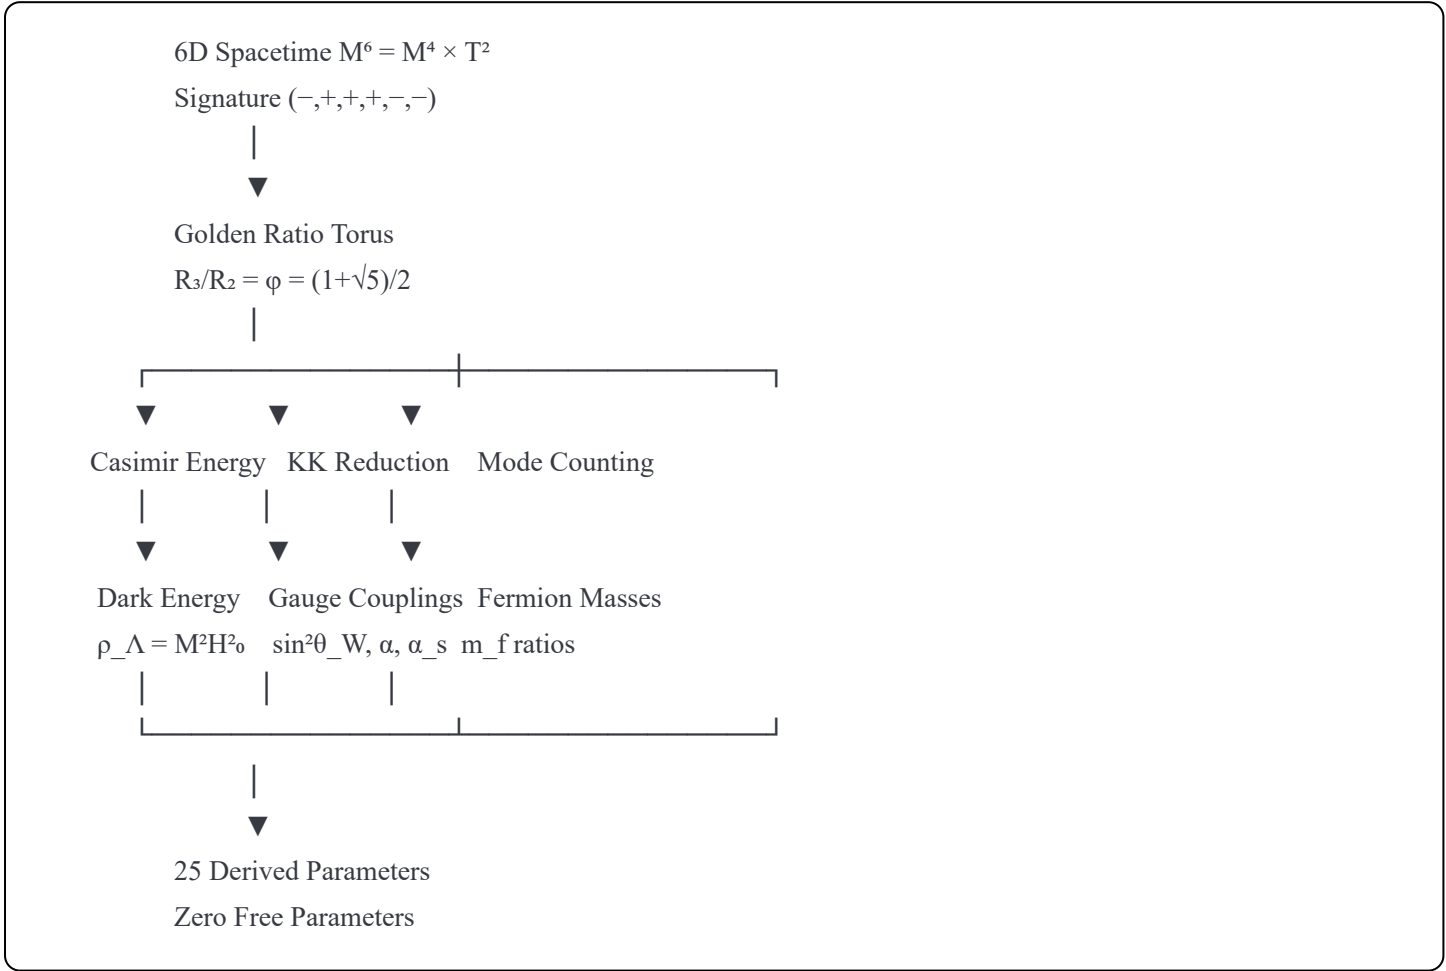 6D Spacetime M⁶ = M⁴ × T²
Signature (−,+,+,+,−,−)
Golden Ratio Torus
R₃/R₂ = φ = (1+√5)/2
Casimir Energy KK Reduction Mode Counting
Dark Energy Gauge Couplings Fermion Masses
ρ_Λ = M²H²₀ sin²θ_W, α, α_s m_f ratios
25 Derived Parameters
Zero Free Parameters